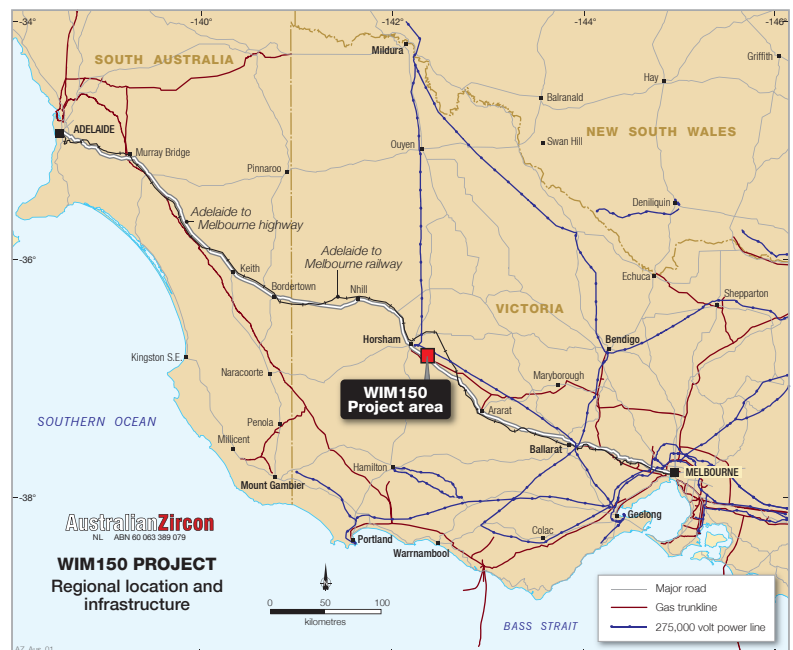 -34°
-140°
-142°
-144°
-146°
Mildura
Griffith
SOUTH AUSTRALIA
Hay
Balranald
ADELAIDE
NEW SOUTH WALES
Ouyen
Swan Hill
Murray Bridge
Pinnaroo
Deniliquin
Adelaide to
Melbourne highway
Adelaide to
Melbourne railway
-36°
Keith
Echuca
Bordertown
Nhill
Shepparton
VICTORIA
Horsham
Bendigo
Kingston S.E.
Naracoorte
Maryborough
WIM150
Project area
Ararat
SOUTHERN OCEAN
Penola
Millicent
Ballarat
Hamilton
MELBOURNE
Mount Gambier
-38°
Geelong
AustralianZircon
NL ABN 60 063 389 079
Colac
Portland
Warrnambool
WIM150 PROJECT
Regional location and
infrastructure
0 50 100
kilometres
BASS STRAIT
Major road
Gas trunkline
275,000 volt power line